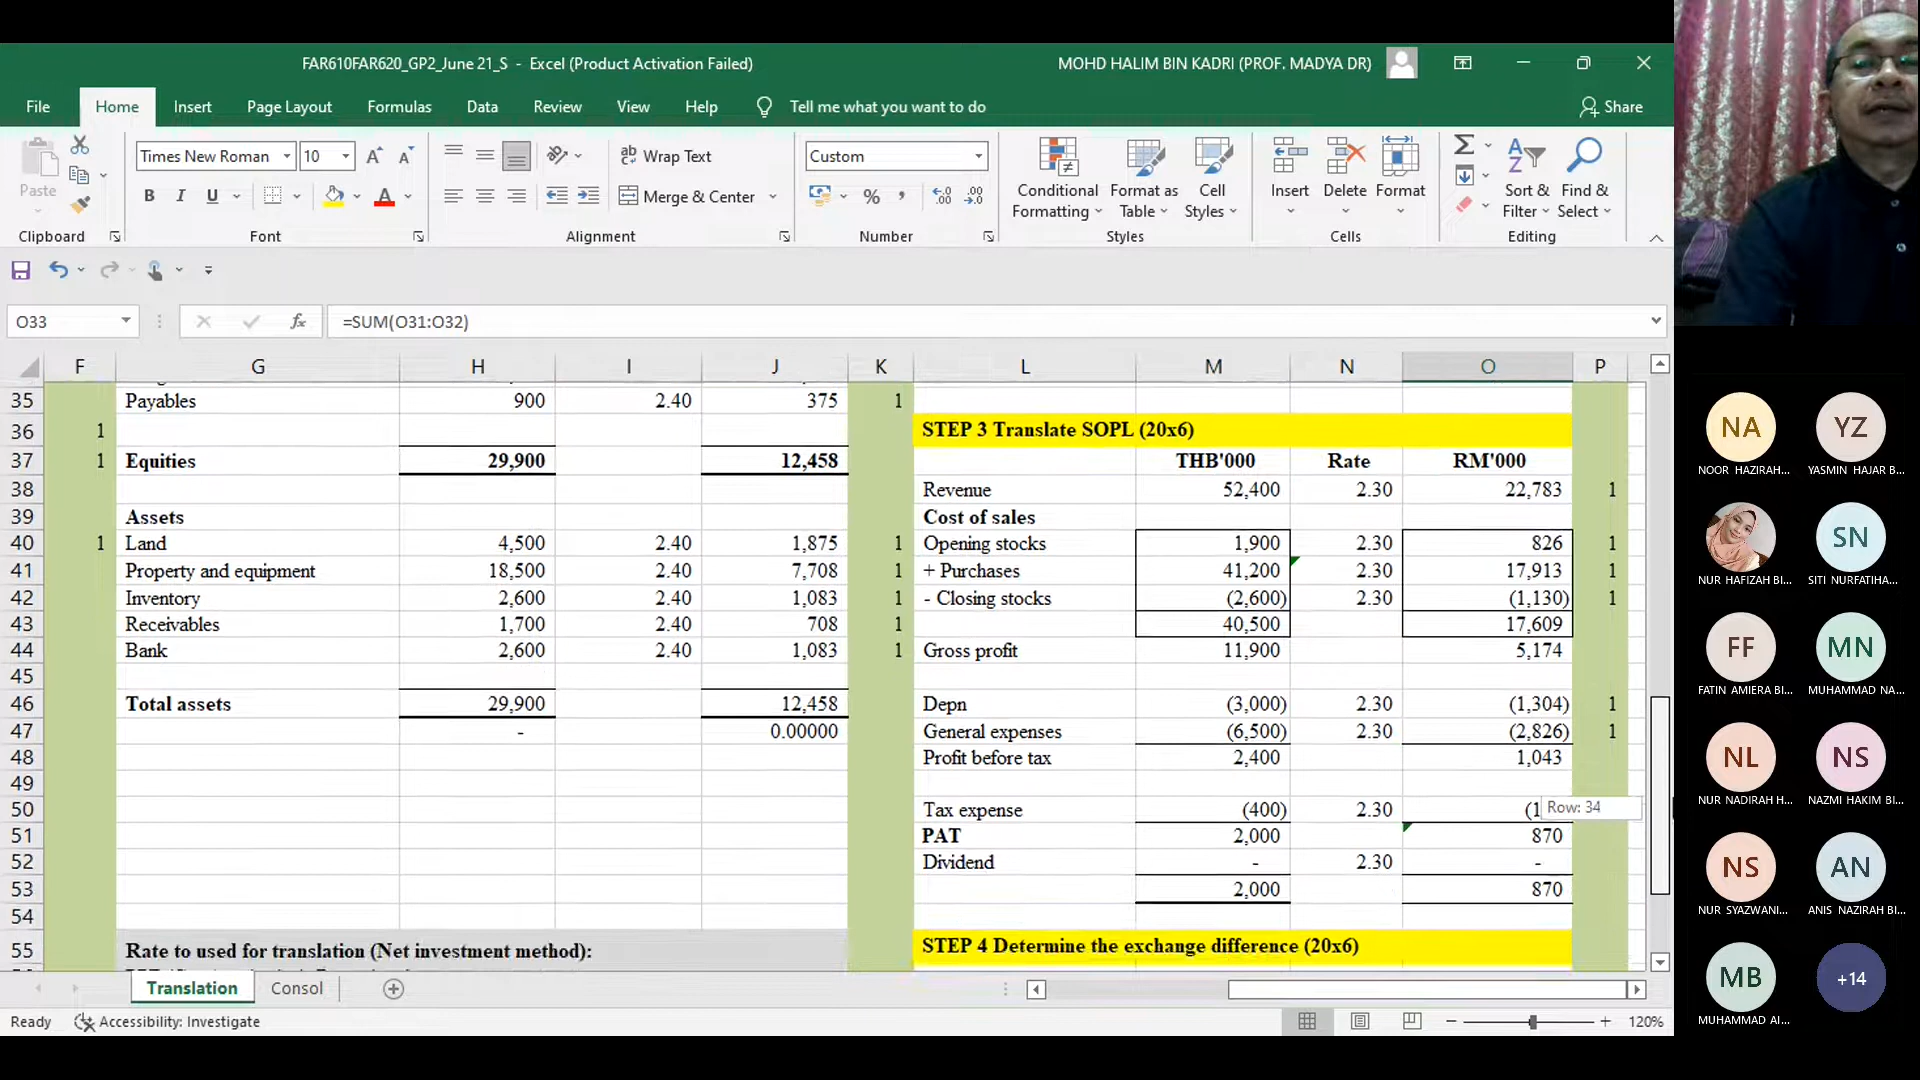 FAR610FAR620_GP2_June 21_S - Excel (Product Activation Failed)
MOHD HALIM BIN KADRI (PROF. MADYA DR)
File Home Insert Page Layout Formulas Data Review View Help Tell me what you want to do Share
Paste
Clipboard
Times New Roman 10
B I U
Font
Wrap Text
Merge & Center
Alignment
Custom
Number
Conditional Formatting
Format as Table
Cell Styles
Styles
Insert Delete Format
Cells
Sort & Filter
Find & Select
Editing
O33 fx =SUM(O31:O32)
F G H I J K L M N O P
35 Payables 900 2.40 375 1
36 1 STEP 3 Translate SOPL (20x6)
37 1 Equities 29,900 12,458 THB'000 Rate RM'000
38 Revenue 52,400 2.30 22,783 1
39 Assets Cost of sales
40 1 Land 4,500 2.40 1,875 1 Opening stocks 1,900 2.30 826 1
41 Property and equipment 18,500 2.40 7,708 1 + Purchases 41,200 2.30 17,913 1
42 Inventory 2,600 2.40 1,083 1 - Closing stocks (2,600) 2.30 (1,130) 1
43 Receivables 1,700 2.40 708 1 40,500 17,609
44 Bank 2,600 2.40 1,083 1 Gross profit 11,900 5,174
45
46 Total assets 29,900 12,458 Depn (3,000) 2.30 (1,304) 1
47 - 0.00000 General expenses (6,500) 2.30 (2,826) 1
48 Profit before tax 2,400 1,043
49
50 Tax expense (400) 2.30 (1 Row: 34
51 PAT 2,000 870
52 Dividend - 2.30 -
53 2,000 870
54
55 Rate to used for translation (Net investment method): STEP 4 Determine the exchange difference (20x6)
Translation Consol
Ready Accessibility: Investigate 120%
NA YZ
NOOR HAZIRAH... YASMIN HAJAR B...
SN
NUR HAFIZAH BI... SITI NURFATIHA...
FF MN
FATIN AMIERA BI... MUHAMMAD NA...
NL NS
NUR NADIRAH H... NAZMI HAKIM BI...
NS AN
NUR SYAZWANI... ANIS NAZIRAH BI...
MB +14
MUHAMMAD AI...